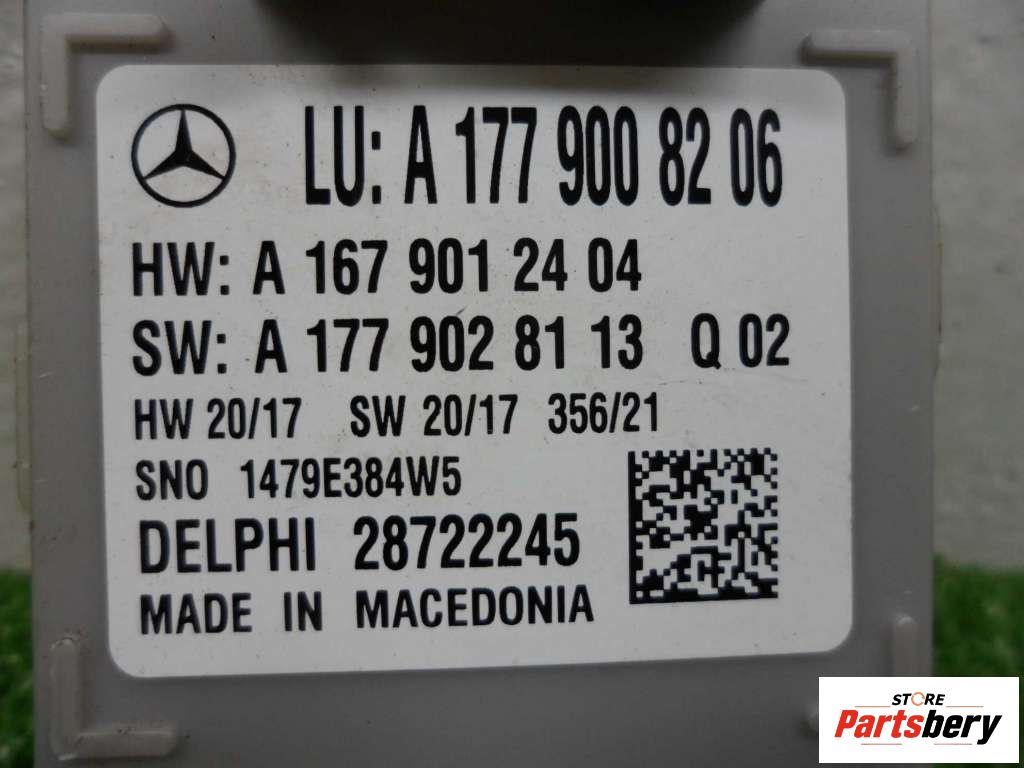 LU: A 177 900 82 06
HW: A 167 901 24 04
SW: A 177 902 81 13 Q 02
HW 20/17 SW 20/17 356/21
SNO 1479E384W5
DELPHI 28722245
MADE IN MACEDONIA
STORE
Partsbery